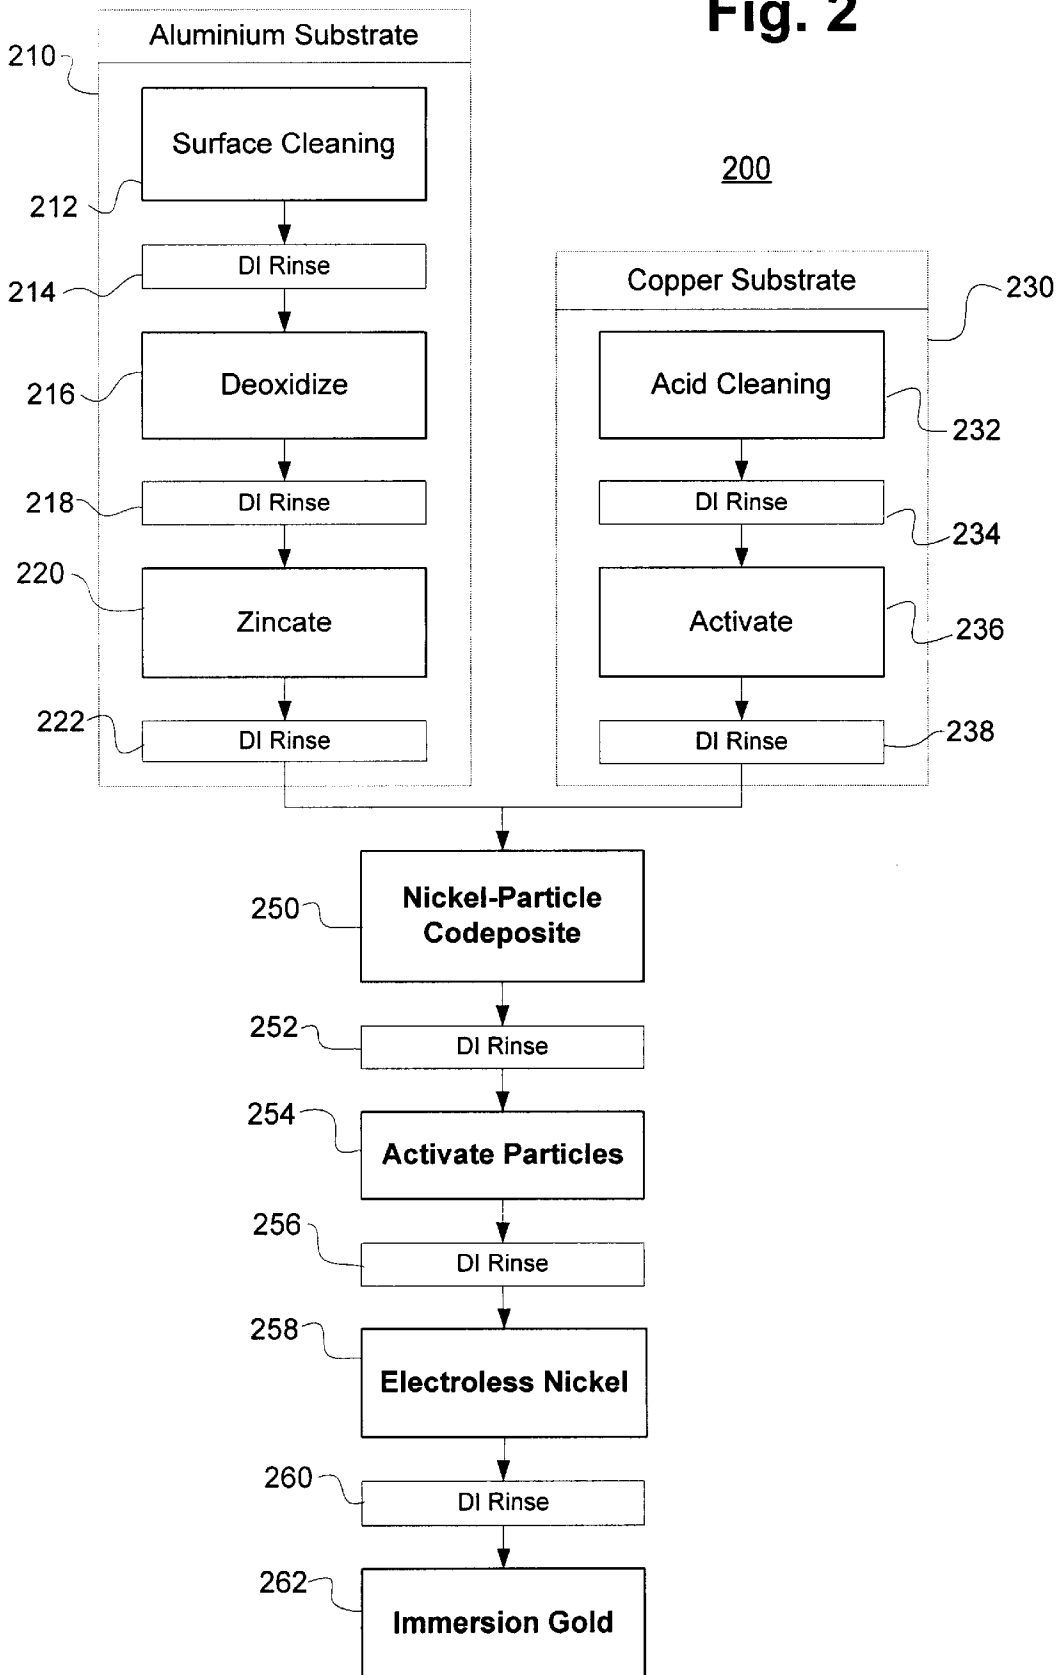 Fig. 2
Aluminium Substrate
210
Surface Cleaning
200
212
DI Rinse
214
Copper Substrate
230
Deoxidize
216
Acid Cleaning
232
DI Rinse
218
DI Rinse
234
220
Zincate
Activate
236
222
DI Rinse
DI Rinse
238
250
Nickel-Particle
Codeposite
252
DI Rinse
254
Activate Particles
256
DI Rinse
258
Electroless Nickel
260
DI Rinse
262
Immersion Gold